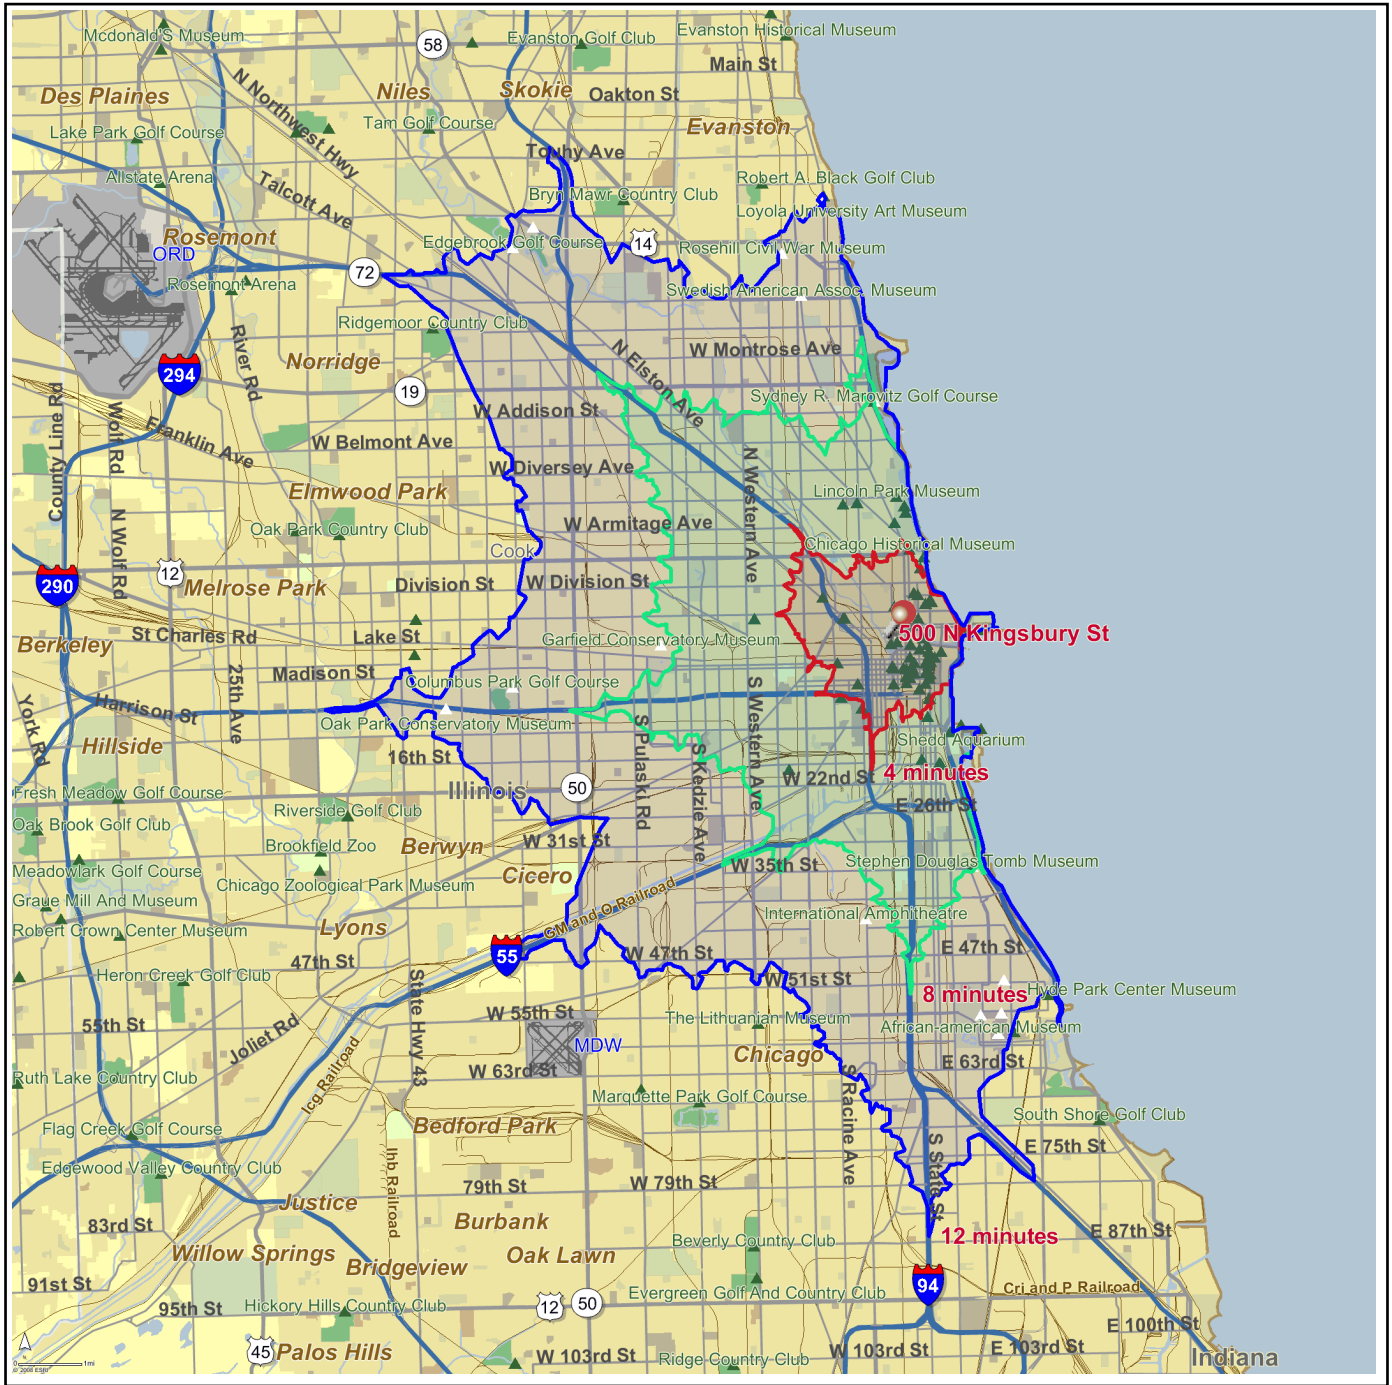 Mcdonald'S Museum
58
Evanston Golf Club
Evanston Historical Museum
Main St
Des Plaines
N Northwest Hwy
Niles
Skokie
Oakton St
Lake Park Golf Course
Tam Golf Course
Evanston
Touhy Ave
Allstate Arena
Talcott Ave
Bryn Mawr Country Club
Robert A. Black Golf Club
Loyola University Art Museum
Rosemont
ORD
Edgebrook Golf Course
14
Rosehill Civil War Museum
72
Rosemont Arena
Swedish American Assoc. Museum
Ridgemoor Country Club
River Rd
Norridge
N Elston Ave
W Montrose Ave
294
19
County Line Rd
Wolf Rd
W Addison St
Sydney R. Marovitz Golf Course
Franklin Ave
W Belmont Ave
W Diversey Ave
N Western Ave
Elmwood Park
Lincoln Park Museum
Oak Park Country Club
W Armitage Ave
N Wolf Rd
Cook
Chicago Historical Museum
290
12
Melrose Park
Division St
W Division St
St Charles Rd
Lake St
Garfield Conservatory Museum
500 N Kingsbury St
Berkeley
25th Ave
Madison St
Columbus Park Golf Course
S Western Ave
York Rd
Harrison St
Oak Park Conservatory Museum
S Pulaski Rd
Hillside
16th St
S Kedzie Ave
Shedd Aquarium
W 22nd St
4 minutes
Fresh Meadow Golf Course
Illinois
50
E 26th St
Oak Brook Golf Club
Riverside Golf Club
Brookfield Zoo
Berwyn
W 31st St
Meadowlark Golf Course
Chicago Zoological Park Museum
Cicero
W 35th St
Stephen Douglas Tomb Museum
Graue Mill And Museum
GM and O Railroad
International Amphitheatre
Robert Crown Center Museum
Lyons
47th St
55
W 47th St
E 47th St
Heron Creek Golf Club
State Hwy 43
W 51st St
8 minutes
Hyde Park Center Museum
55th St
Joliet Rd
W 55th St
The Lithuanian Museum
African-american Museum
MDW
Chicago
Icg Railroad
W 63rd St
E 63rd St
Ruth Lake Country Club
S Racine Ave
Marquette Park Golf Course
Flag Creek Golf Course
Bedford Park
South Shore Golf Club
S State St
E 75th St
Edgewood Valley Country Club
Ihb Railroad
79th St
W 79th St
Justice
83rd St
Burbank
E 87th St
Willow Springs
Bridgeview
Oak Lawn
Beverly Country Club
12 minutes
91st St
94
Cri and P Railroad
95th St
Hickory Hills Country Club
12
50
Evergreen Golf And Country Club
E 100th St
45
Palos Hills
W 103rd St
Ridge Country Club
W 103rd St
E 103rd St
Indiana
0
1mi
© 2006 ESRI